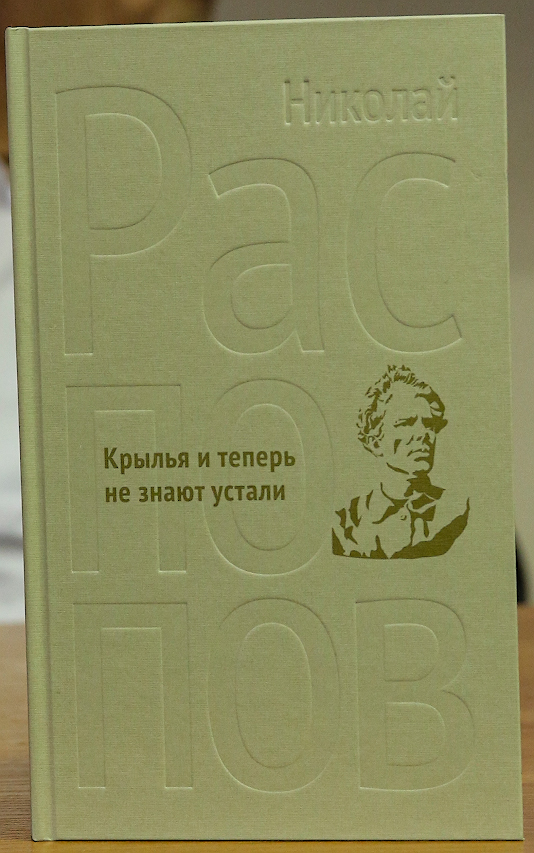 Николай
Рас
по
пов
Крылья и теперь
не знают устали